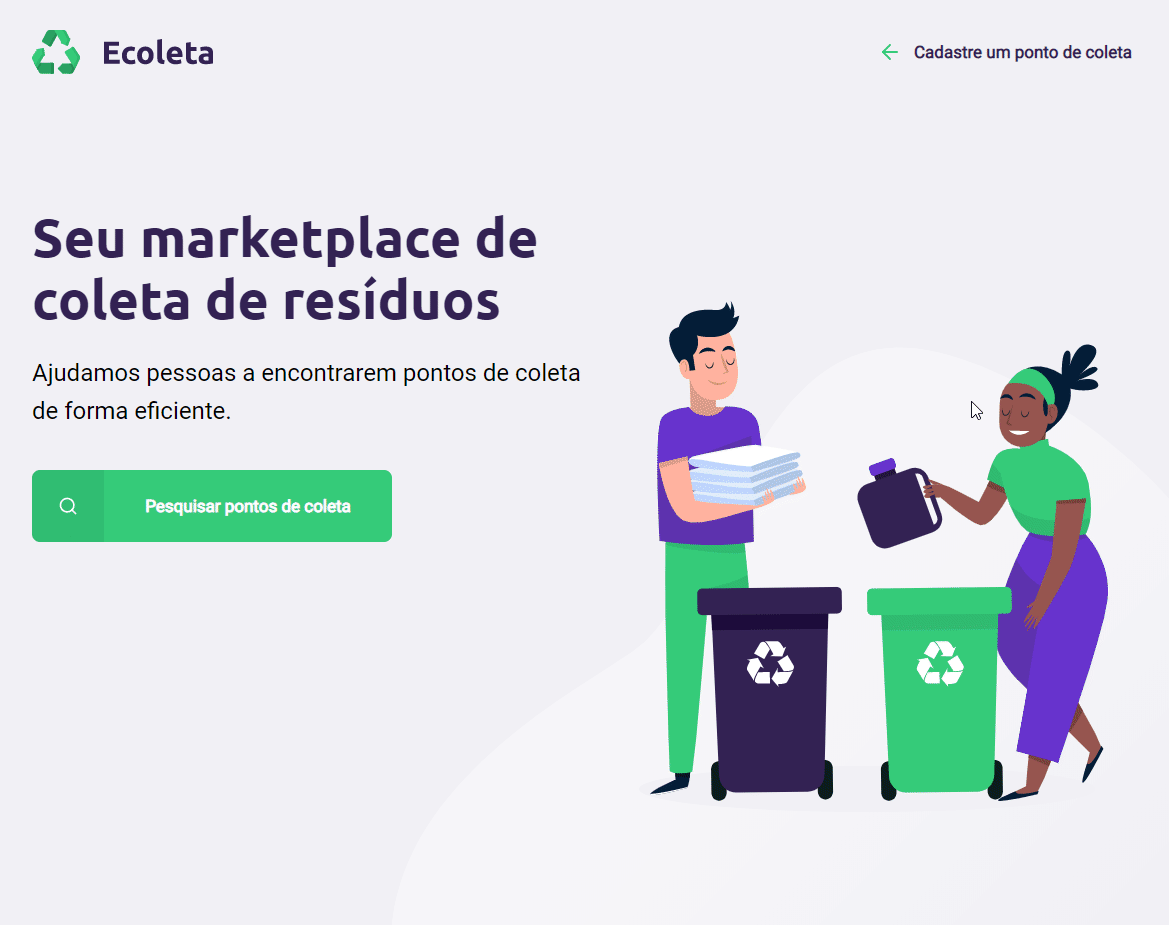 Ecoleta
Cadastre um ponto de coleta
Seu marketplace de
coleta de resíduos
Ajudamos pessoas a encontrarem pontos de coleta
de forma eficiente.
Pesquisar pontos de coleta